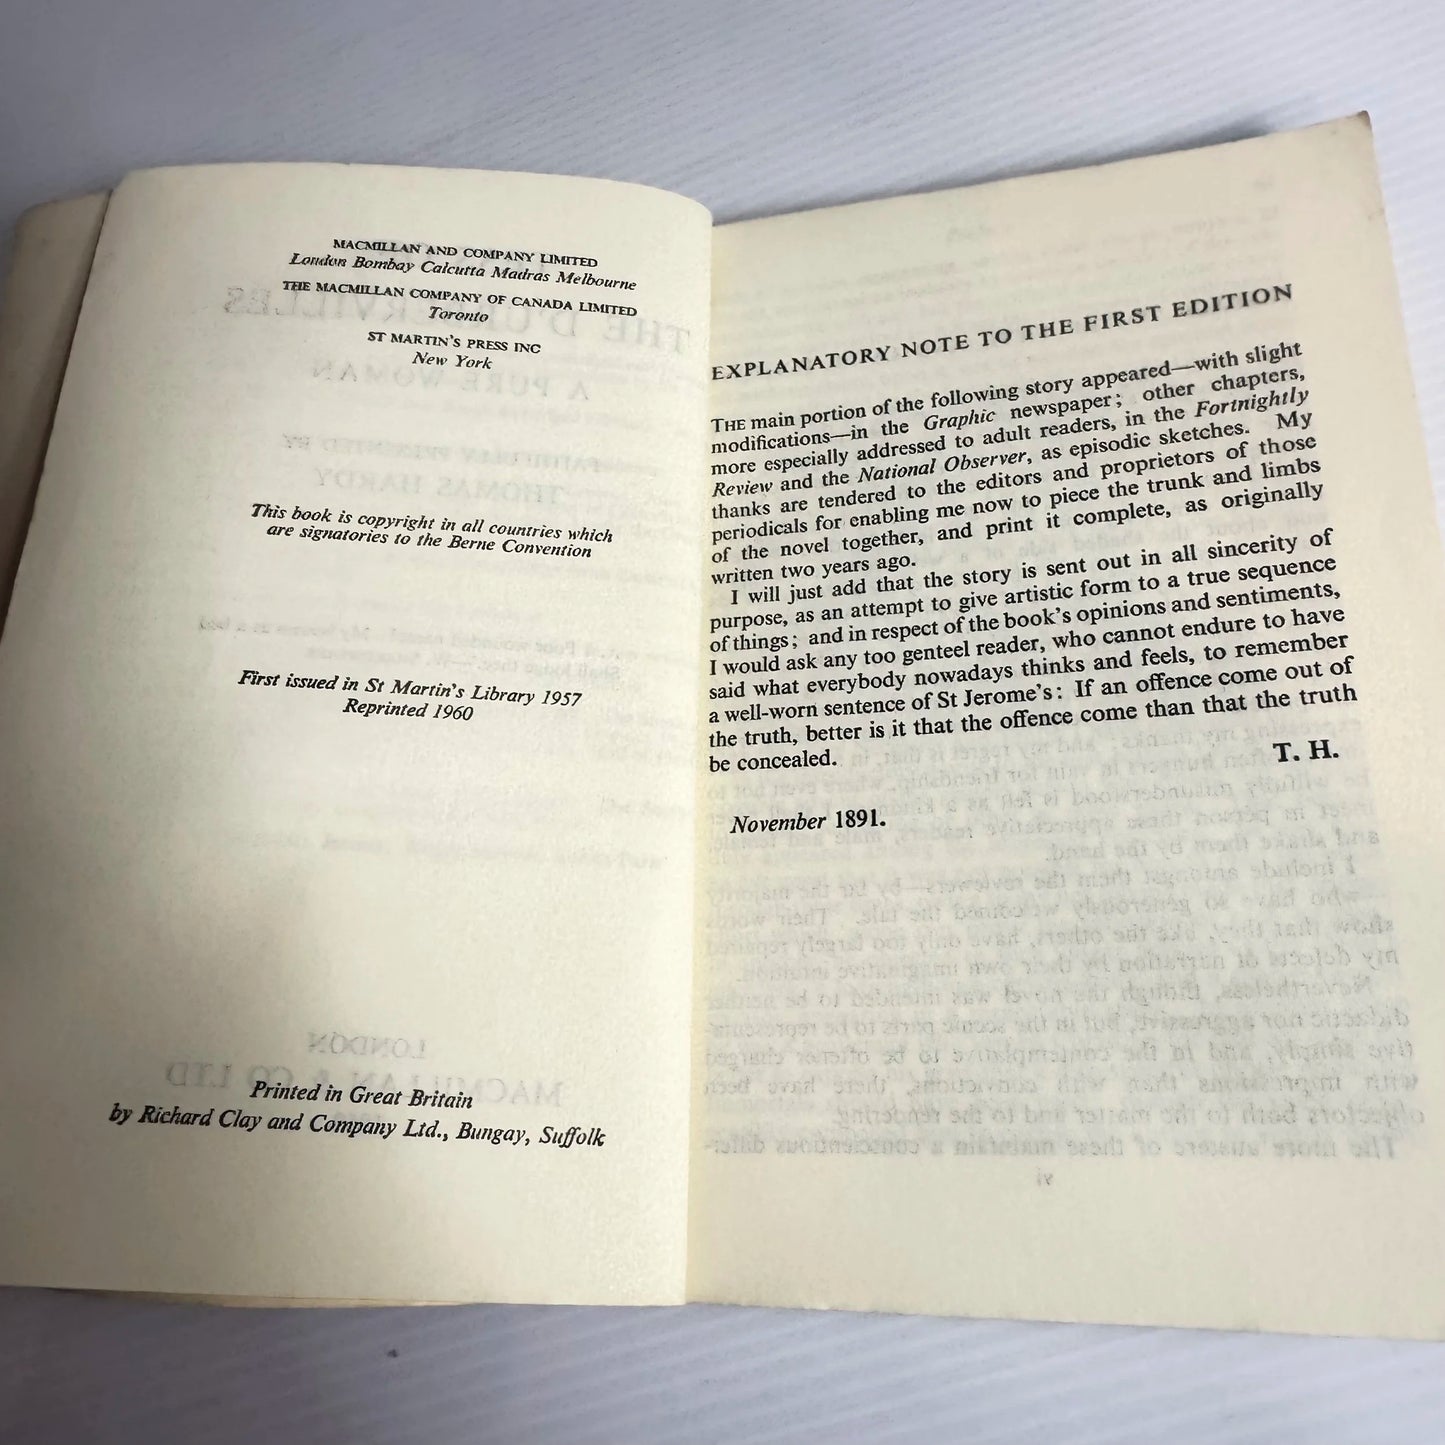 MACMILLAN AND COMPANY LIMITED
London Bombay Calcutta Madras Melbourne
THE MACMILLAN COMPANY OF CANADA LIMITED
Toronto
ST MARTIN'S PRESS INC
New York
This book is copyright in all countries which
are signatories to the Berne Convention
First issued in St Martin's Library 1957
Reprinted 1960
Printed in Great Britain
by Richard Clay and Company Ltd., Bungay, Suffolk
EXPLANATORY NOTE TO THE FIRST EDITION
THE main portion of the following story appeared—with slight
modifications—in the Graphic newspaper; other chapters,
more especially addressed to adult readers, in the Fortnightly
Review and the National Observer, as episodic sketches. My
thanks are tendered to the editors and proprietors of those
periodicals for enabling me now to piece the trunk and limbs
of the novel together, and print it complete, as originally
written two years ago.
I will just add that the story is sent out in all sincerity of
purpose, as an attempt to give artistic form to a true sequence
of things; and in respect of the book's opinions and sentiments,
I would ask any too genteel reader, who cannot endure to have
said what everybody nowadays thinks and feels, to remember
a well-worn sentence of St Jerome's: If an offence come out of
the truth, better is it that the offence come than that the truth
be concealed.
T. H.
November 1891.